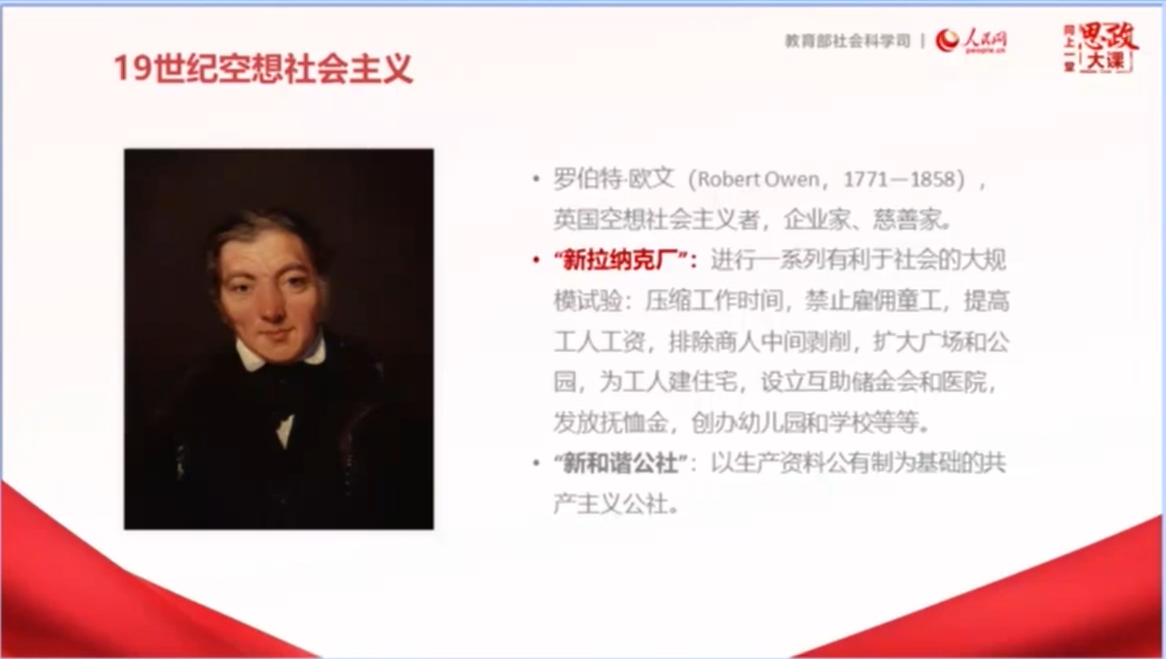 教育部社会科学司 | 人民网
people.cn
网上一堂
思政
大课
19世纪空想社会主义
• 罗伯特·欧文（Robert Owen，1771—1858），
英国空想社会主义者，企业家、慈善家。
• “新拉纳克厂”：进行一系列有利于社会的大规
模试验：压缩工作时间，禁止雇佣童工，提高
工人工资，排除商人中间剥削，扩大广场和公
园，为工人建住宅，设立互助储金会和医院，
发放抚恤金，创办幼儿园和学校等等。
• “新和谐公社”：以生产资料公有制为基础的共
产主义公社。